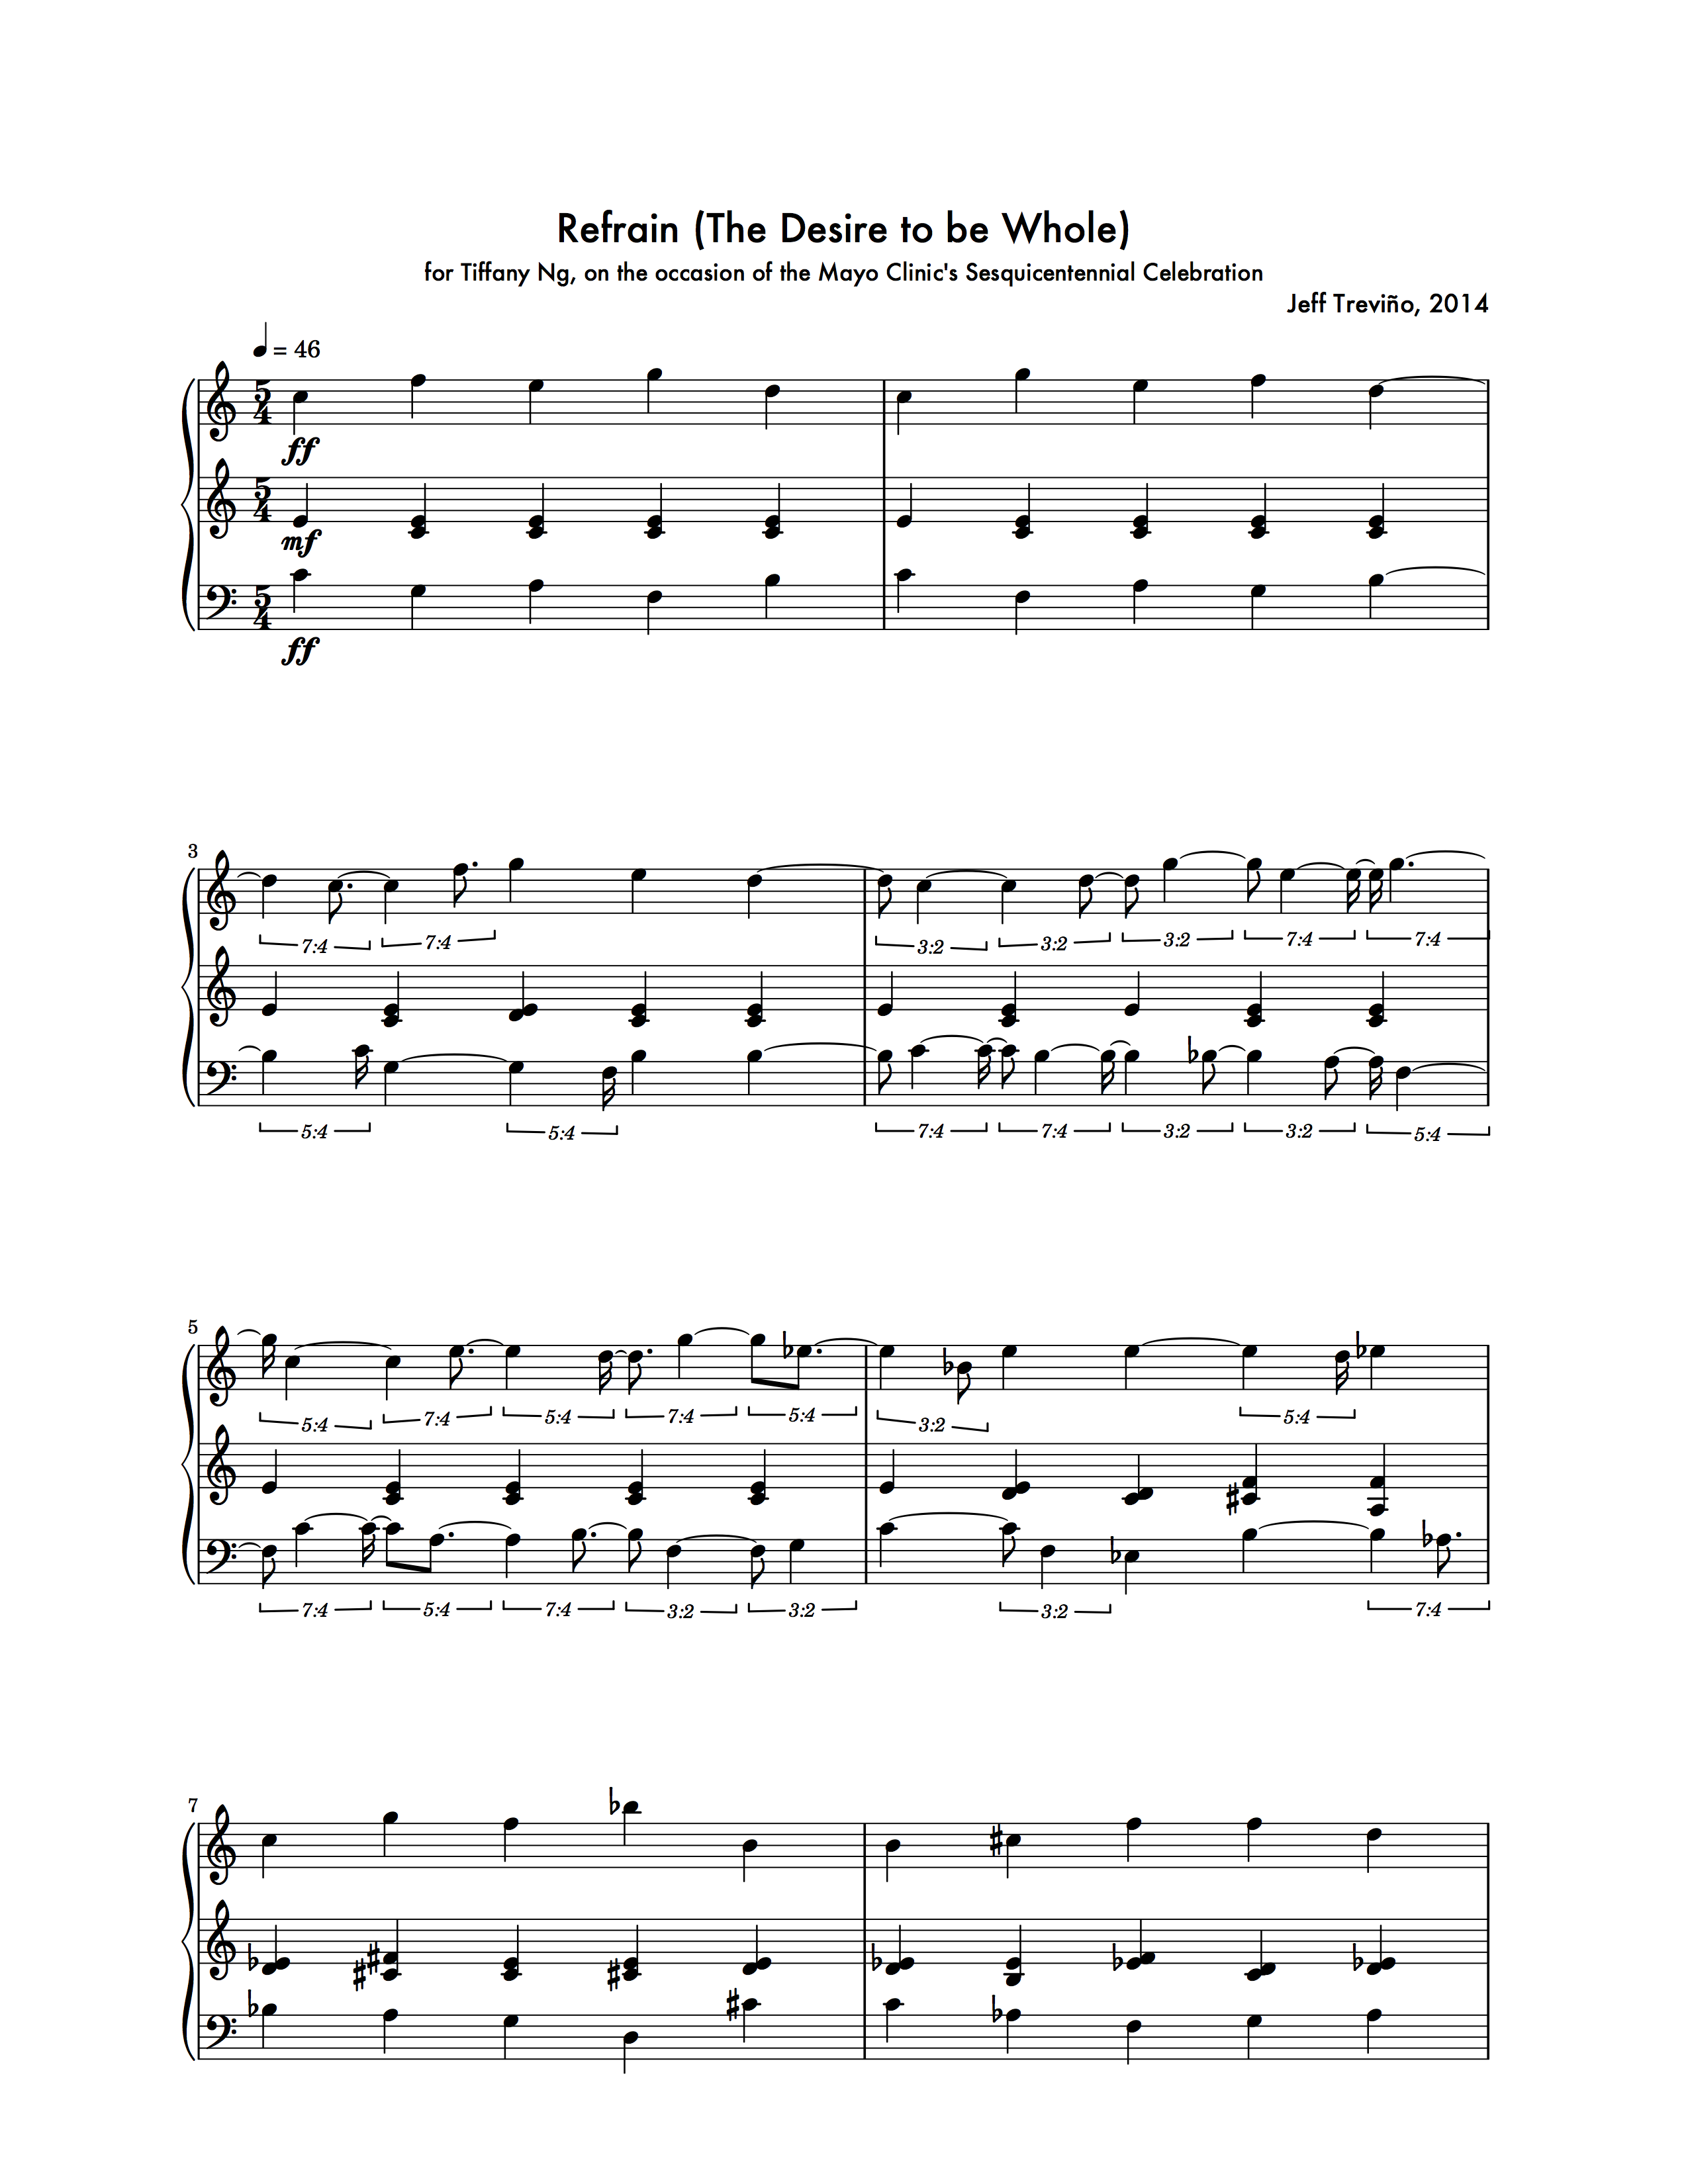 Refrain (The Desire to be Whole)
for Tiffany Ng, on the occasion of the Mayo Clinic's Sesquicentennial Celebration
Jeff Treviño, 2014
= 46
5
4
ff
5
4
mf
5
4
ff
3
7:4 7:4 3:2 3:2 3:2 7:4 7:4
5:4 5:4 7:4 7:4 3:2 3:2 5:4
5
5:4 7:4 5:4 7:4 5:4 3:2 5:4
7:4 5:4 7:4 3:2 3:2 3:2 7:4
7